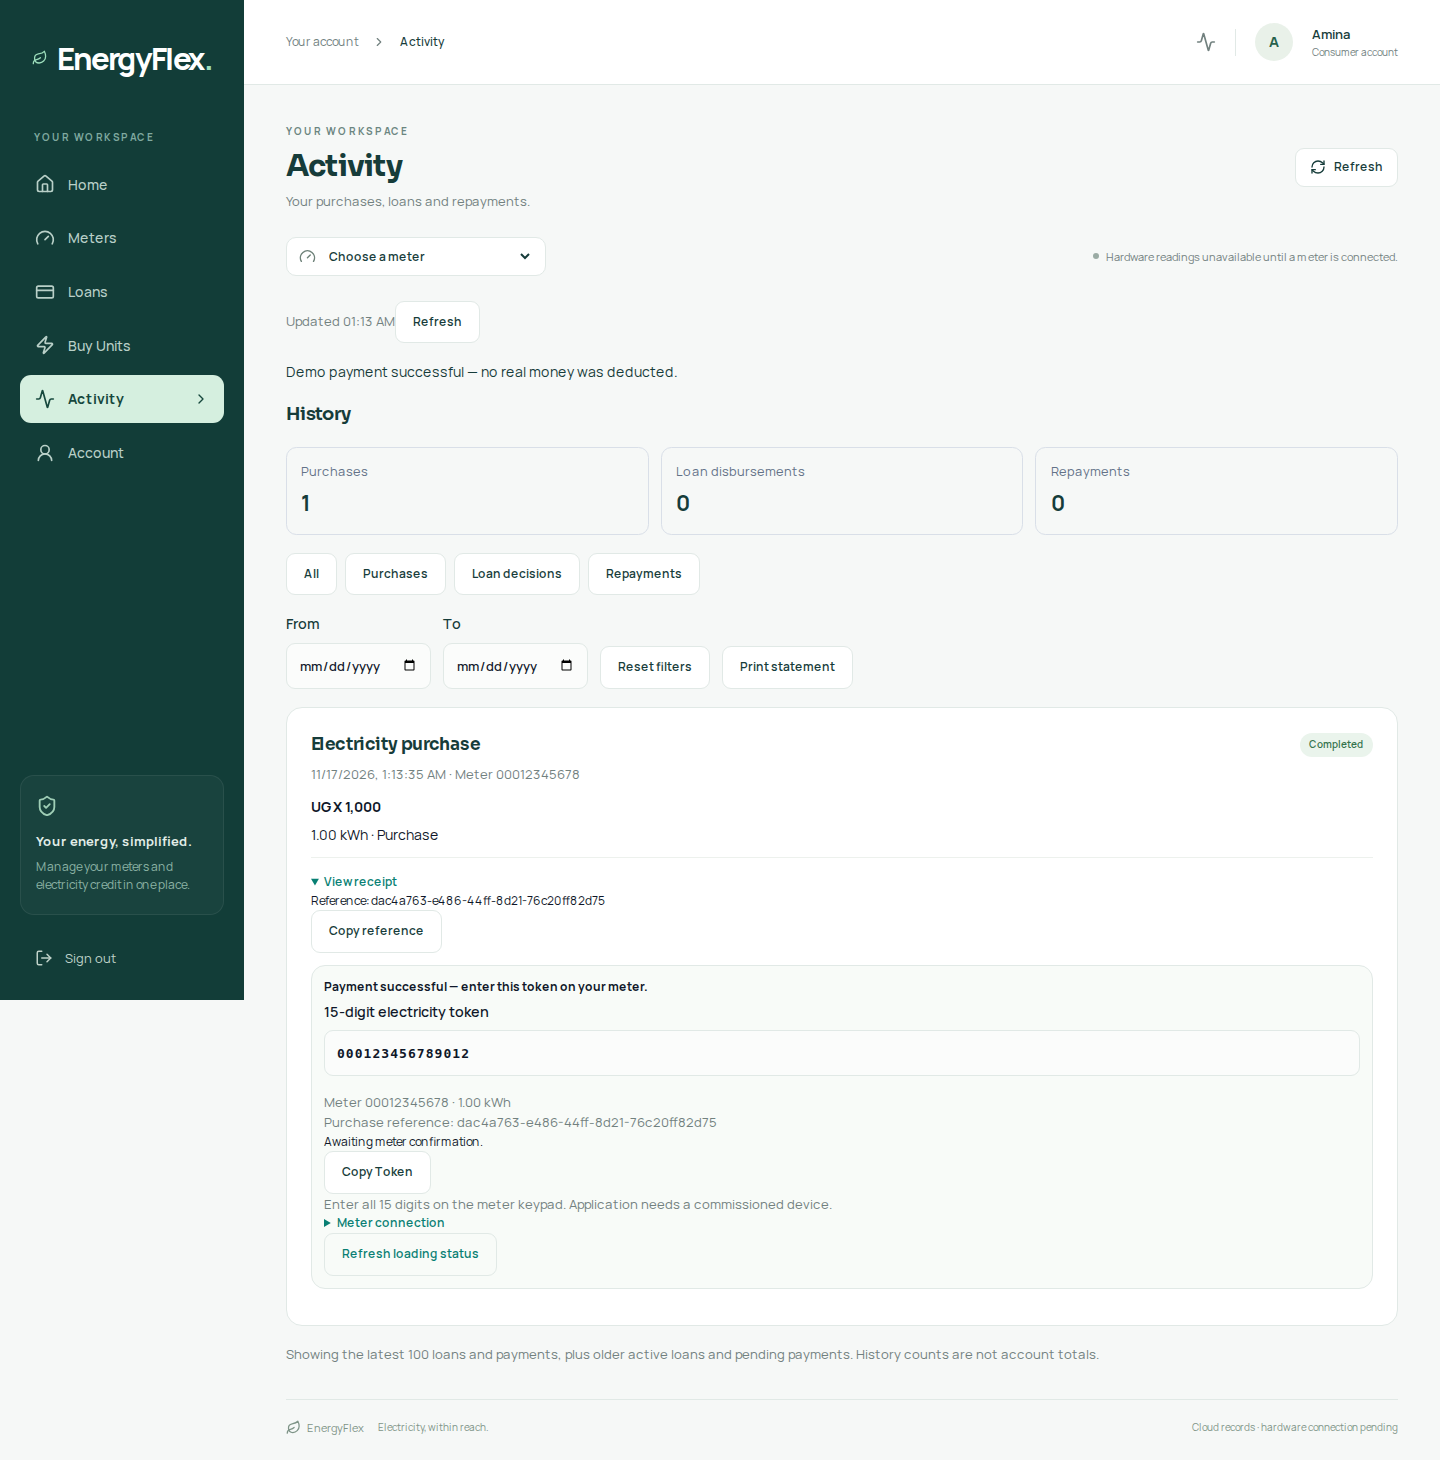 EnergyFlex.
YOUR WORKSPACE
Home
Meters
Loans
Buy Units
Activity
Account
Your energy, simplified.
Manage your meters and
electricity credit in one place.
Sign out
Your account > Activity
A
Amina
Consumer account
YOUR WORKSPACE
Activity
Your purchases, loans and repayments.
Refresh
Choose a meter
Hardware readings unavailable until a meter is connected.
Updated 01:13 AM Refresh
Demo payment successful — no real money was deducted.
History
Purchases
1
Loan disbursements
0
Repayments
0
All Purchases Loan decisions Repayments
From To
mm/dd/yyyy mm/dd/yyyy Reset filters Print statement
Electricity purchase
Completed
11/17/2026, 1:13:35 AM · Meter 00012345678
UGX 1,000
1.00 kWh · Purchase
View receipt
Reference: dac4a763-e486-44ff-8d21-76c20ff82d75
Copy reference
Payment successful — enter this token on your meter.
15-digit electricity token
000123456789012
Meter 00012345678 · 1.00 kWh
Purchase reference: dac4a763-e486-44ff-8d21-76c20ff82d75
Awaiting meter confirmation.
Copy Token
Enter all 15 digits on the meter keypad. Application needs a commissioned device.
Meter connection
Refresh loading status
Showing the latest 100 loans and payments, plus older active loans and pending payments. History counts are not account totals.
EnergyFlex Electricity, within reach.
Cloud records · hardware connection pending